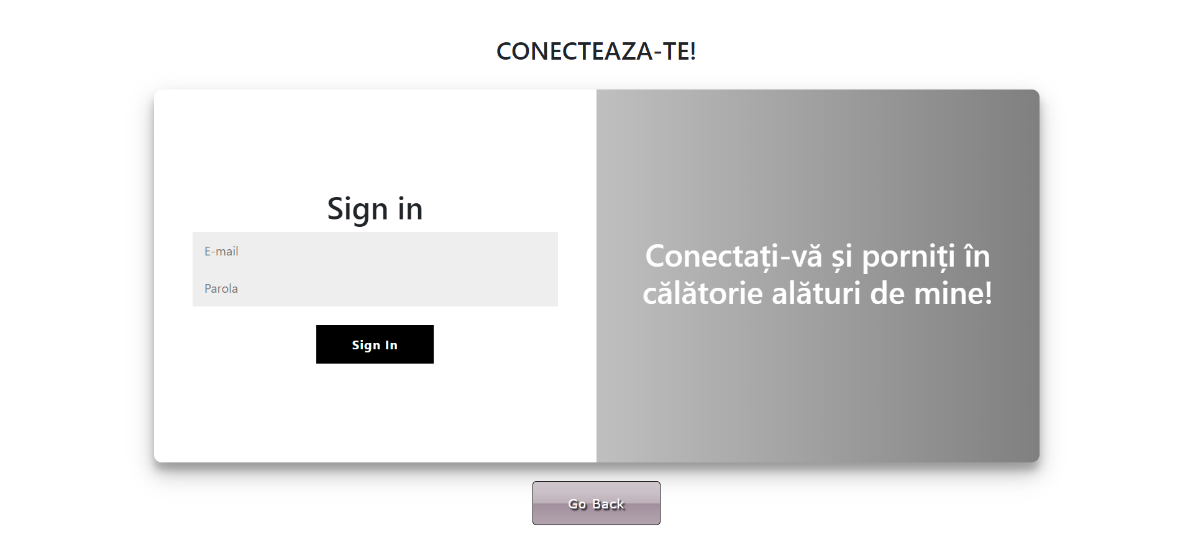 CONECTEAZA-TE!
Sign in
E-mail
Parola
Sign In
Conectați-vă și porniți în
călătorie alături de mine!
Go Back